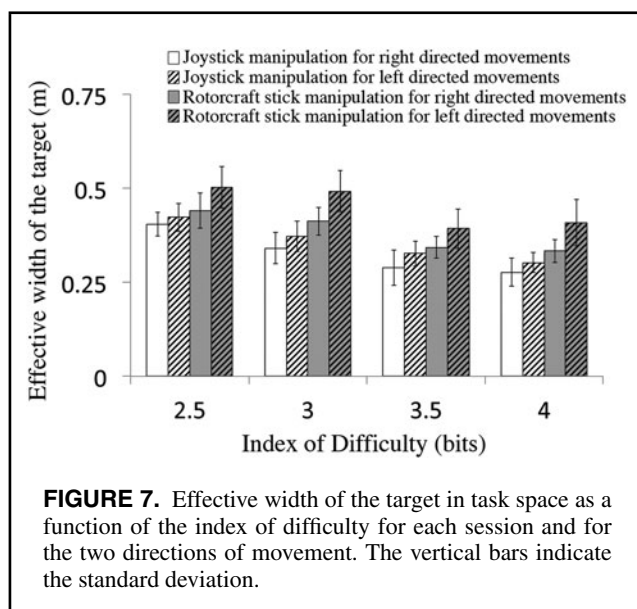 Joystick manipulation for right directed movements
Joystick manipulation for left directed movements
Rotorcraft stick manipulation for right directed movements
Rotorcraft stick manipulation for left directed movements
Effective width of the target (m)
0.75
0.5
0.25
0
2.5 3 3.5 4
Index of Difficulty (bits)
FIGURE 7. Effective width of the target in task space as a
function of the index of difficulty for each session and for
the two directions of movement. The vertical bars indicate
the standard deviation.